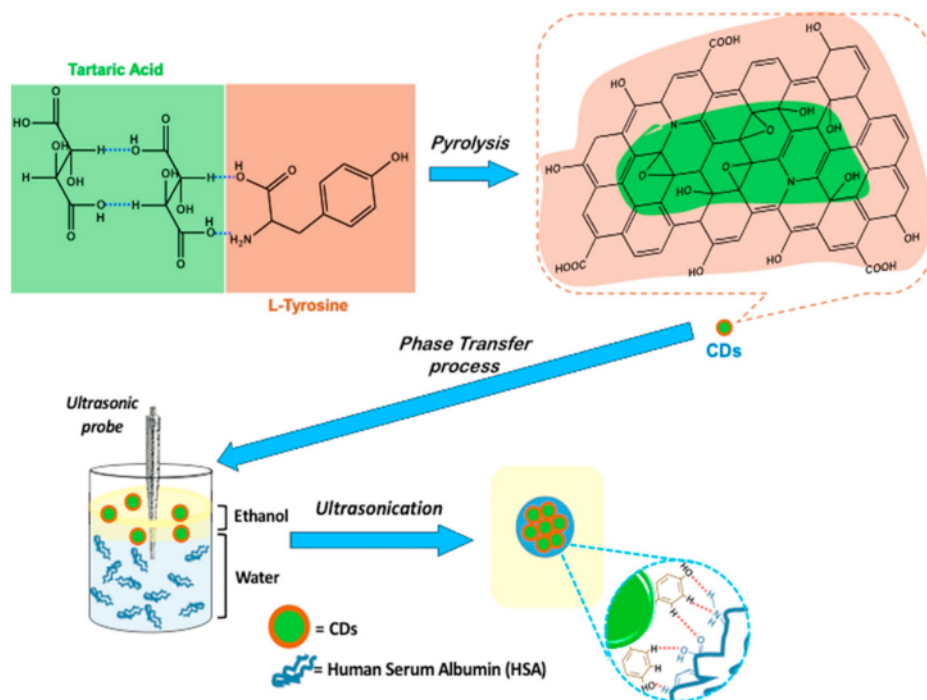 Tartaric Acid
L-Tyrosine
O
HO
H
O
OH
H
H
HO
OH
OH
H
O
H
O
OH
H
H
OH
HO
O
H
O
O
H₂N
OH
Pyrolysis
COOH
HO
HO
OH
N
O
OH
OH
HO
O
O
HO
N
OH
HOOC
HO
HO
COOH
OH
CDs
Phase Transfer
process
Ultrasonic
probe
Ethanol
Water
Ultrasonication
= CDs
= Human Serum Albumin (HSA)
HO
H
H
H
N
H
O
H
H
HO
O
H
HO
H